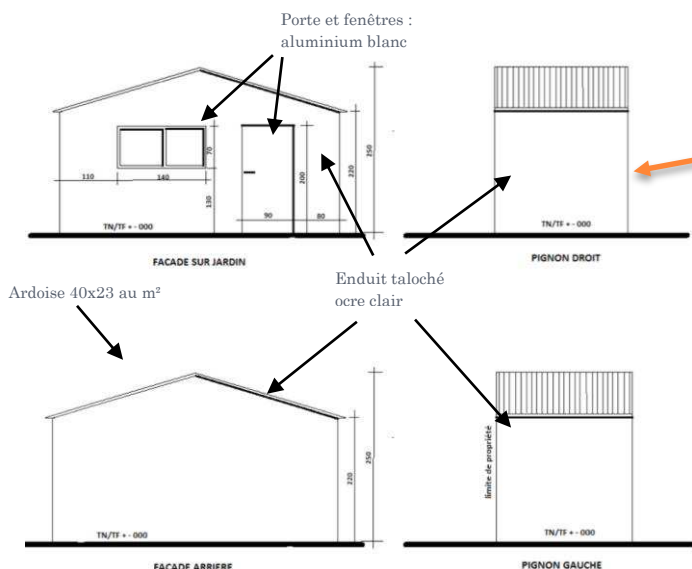 Porte et fenêtres :
aluminium blanc
70
110
140
130
200
90
80
220
250
TN/TF + - 000
TN/TF + - 000
FACADE SUR JARDIN
PIGNON DROIT
Ardoise 40x23 au m²
Enduit taloché
ocre clair
220
250
limite de propriété
TN/TF + - 000
TN/TF + - 000
FACADE ARRIERE
PIGNON GAUCHE